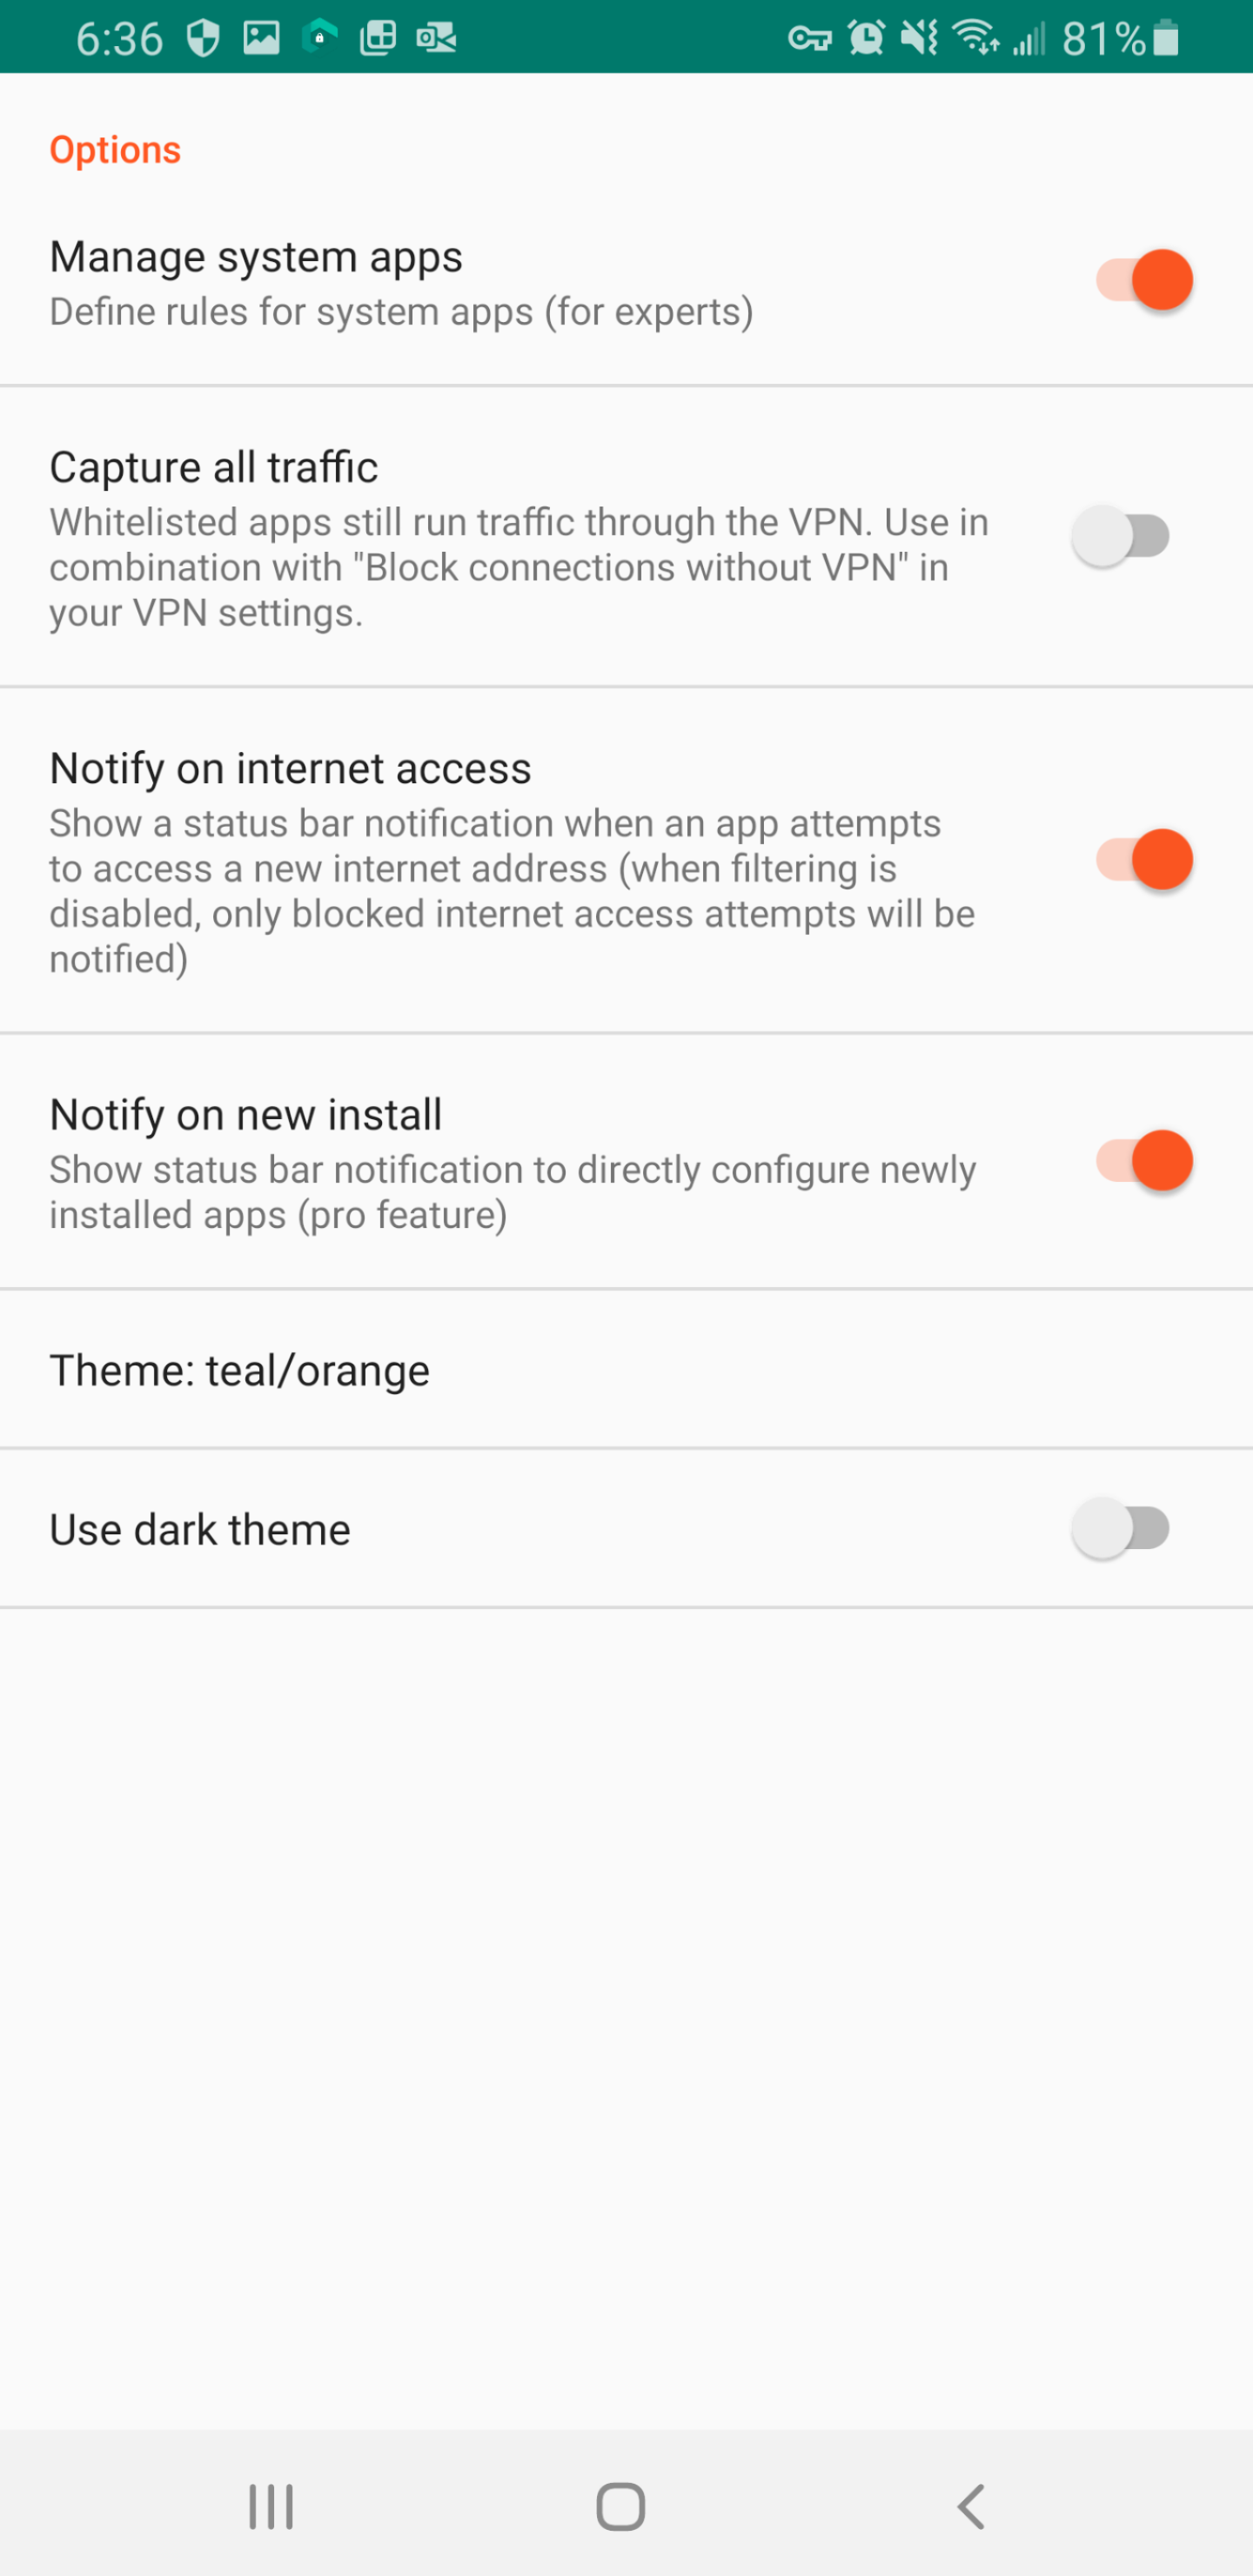 6:36 81%
Options
Manage system apps
Define rules for system apps (for experts)
Capture all traffic
Whitelisted apps still run traffic through the VPN. Use in
combination with "Block connections without VPN" in
your VPN settings.
Notify on internet access
Show a status bar notification when an app attempts
to access a new internet address (when filtering is
disabled, only blocked internet access attempts will be
notified)
Notify on new install
Show status bar notification to directly configure newly
installed apps (pro feature)
Theme: teal/orange
Use dark theme